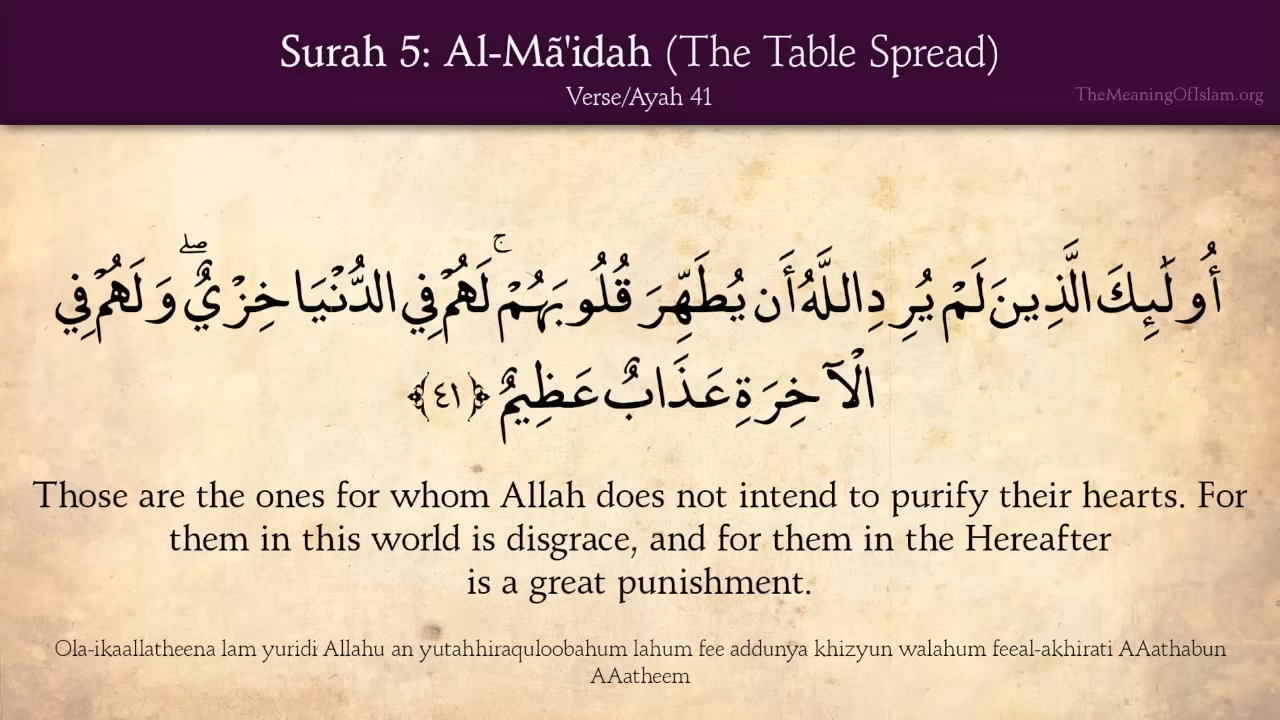 Surah 5: Al-Mã'idah (The Table Spread)
Verse/Ayah 41
TheMeaningOfIslam.org
أُولَٰئِكَ الَّذِينَ لَمْ يُرِدِ اللَّهُ أَن يُطَهِّرَ قُلُوبَهُمْ ۚ لَهُمْ فِي الدُّنْيَا خِزْيٌ ۖ وَلَهُمْ فِي
الْآخِرَةِ عَذَابٌ عَظِيمٌ ﴿٤١﴾
Those are the ones for whom Allah does not intend to purify their hearts. For
them in this world is disgrace, and for them in the Hereafter
is a great punishment.
Ola-ikaallatheena lam yuridi Allahu an yutahhiraquloobahum lahum fee addunya khizyun walahum feeal-akhirati AAathabun
AAatheem